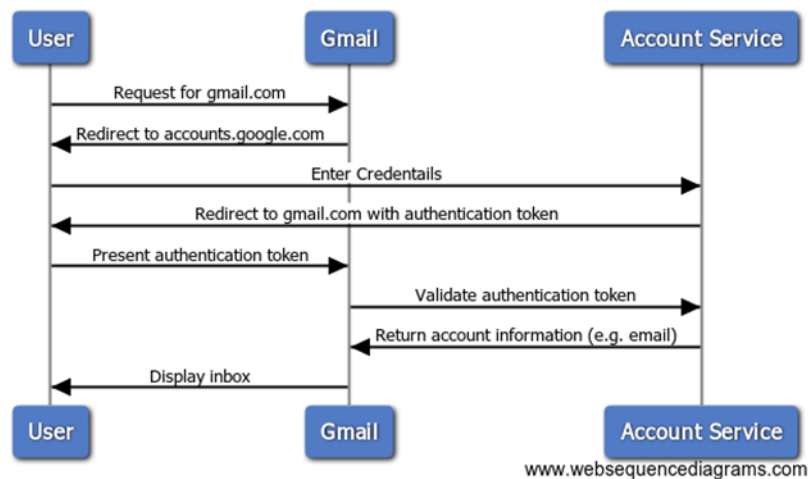 User Gmail Account Service
Request for gmail.com
Redirect to accounts.google.com
Enter Credentails
Redirect to gmail.com with authentication token
Present authentication token
Validate authentication token
Return account information (e.g. email)
Display inbox
User Gmail Account Service
www.websequencediagrams.com